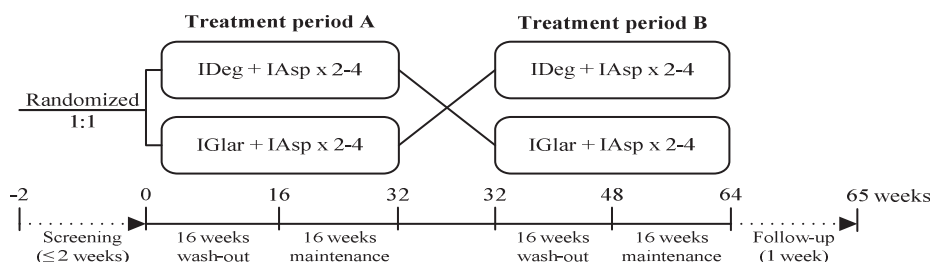 Treatment period A
Treatment period B
IDeg + IAsp x 2-4
IDeg + IAsp x 2-4
Randomized
1:1
IGlar + IAsp x 2-4
IGlar + IAsp x 2-4
-2
0
16
32
32
48
64
65 weeks
Screening
(≤ 2 weeks)
16 weeks
wash-out
16 weeks
maintenance
16 weeks
wash-out
16 weeks
maintenance
Follow-up
(1 week)